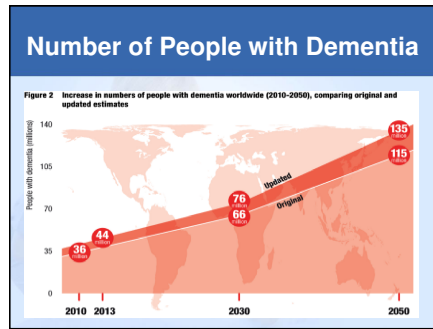 Number of People with Dementia
Figure 2 Increase in numbers of people with dementia worldwide (2010-2050), comparing original and
updated estimates
People with dementia (millions)
140
105
70
35
0
36
million
44
million
76
million
66
million
135
million
115
million
Updated
Original
2010
2013
2030
2050